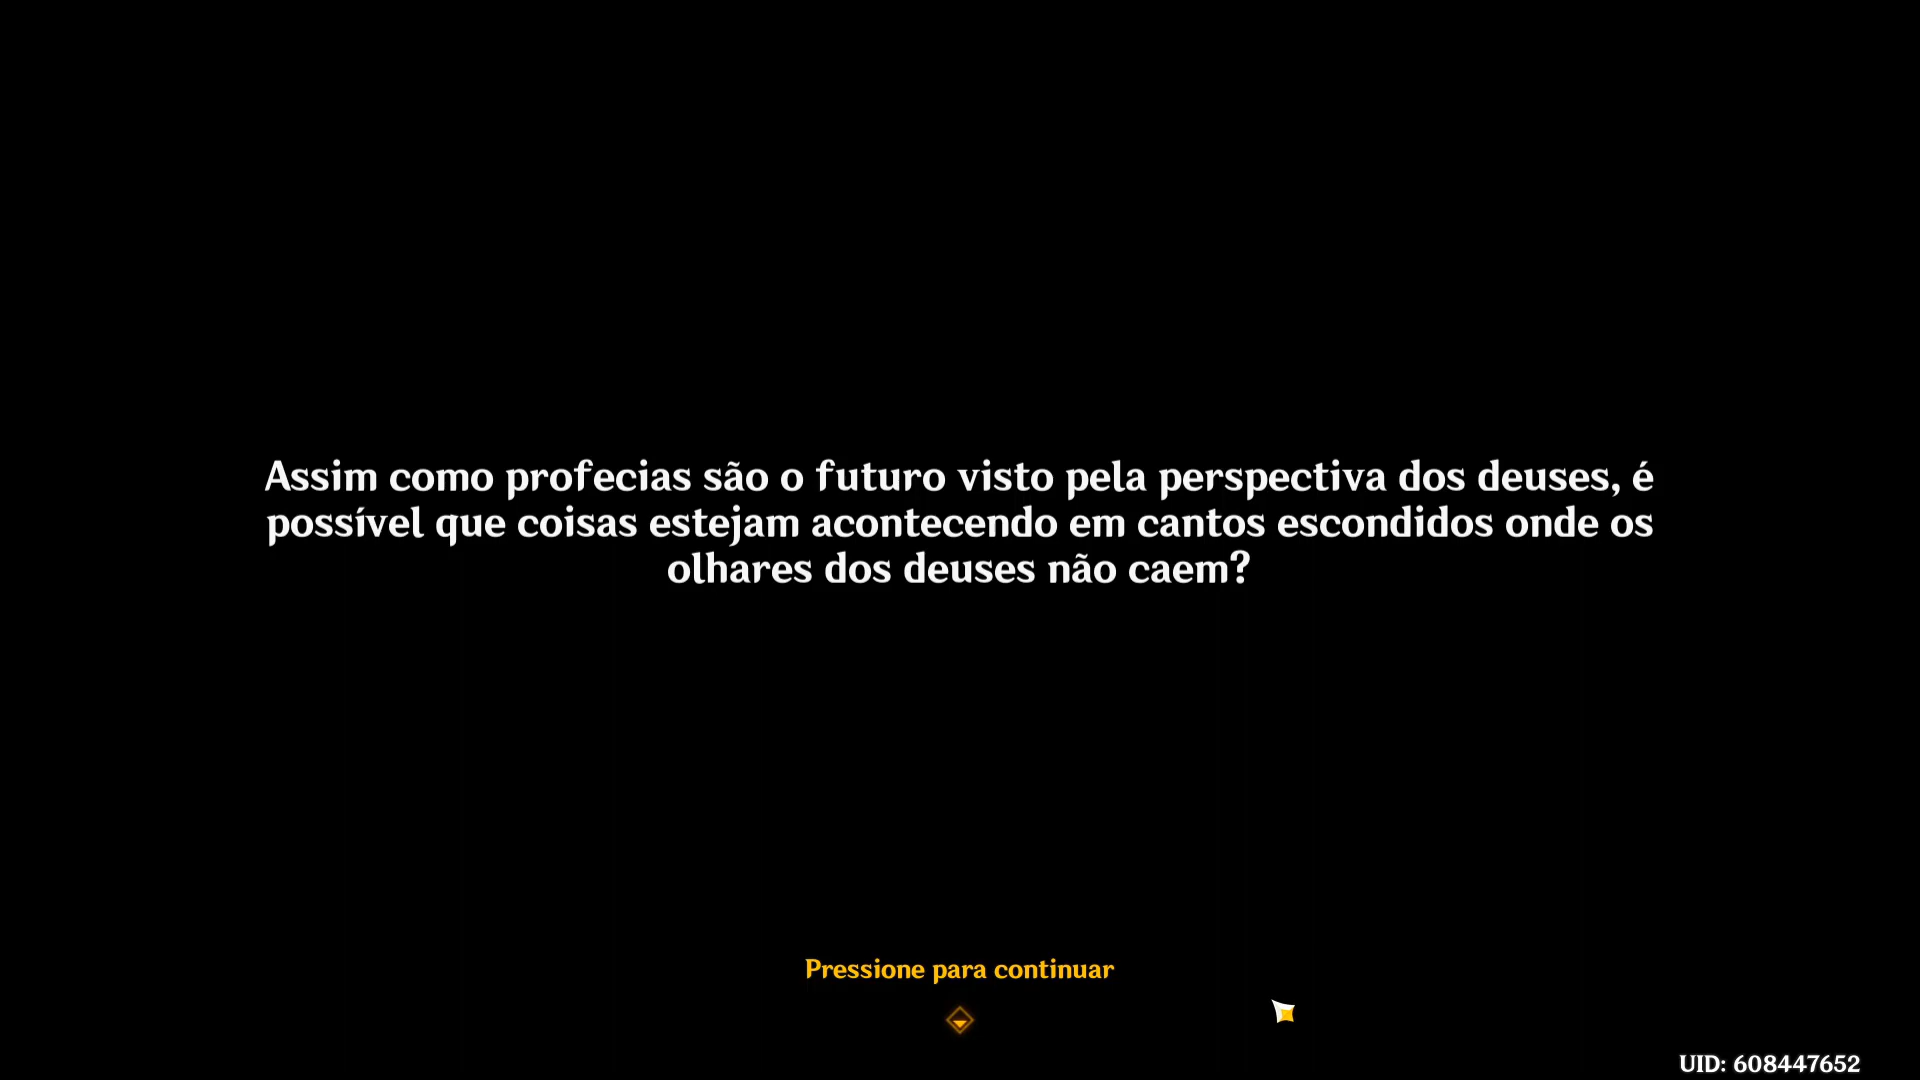 Assim como profecias são o futuro visto pela perspectiva dos deuses, é
possível que coisas estejam acontecendo em cantos escondidos onde os
olhares dos deuses não caem?
Pressione para continuar
UID: 608447652